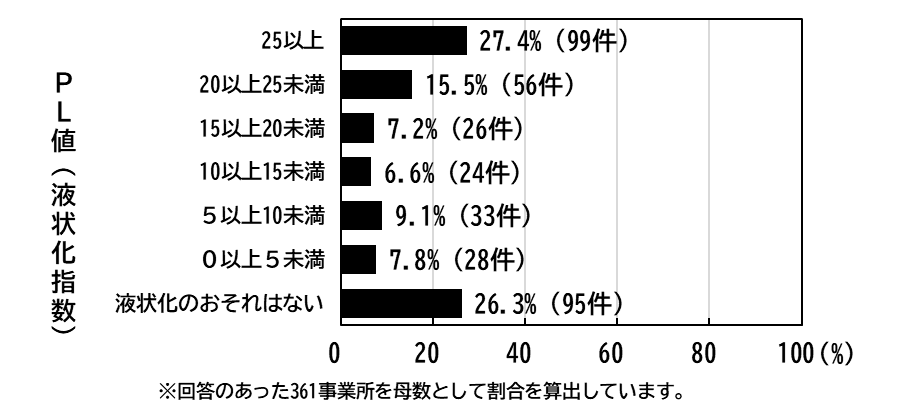 PL値（液状化指数）
25以上 27.4%（99件）
20以上25未満 15.5%（56件）
15以上20未満 7.2%（26件）
10以上15未満 6.6%（24件）
５以上10未満 9.1%（33件）
０以上５未満 7.8%（28件）
液状化のおそれはない 26.3%（95件）
0 20 40 60 80 100(%)
※回答のあった361事業所を母数として割合を算出しています。